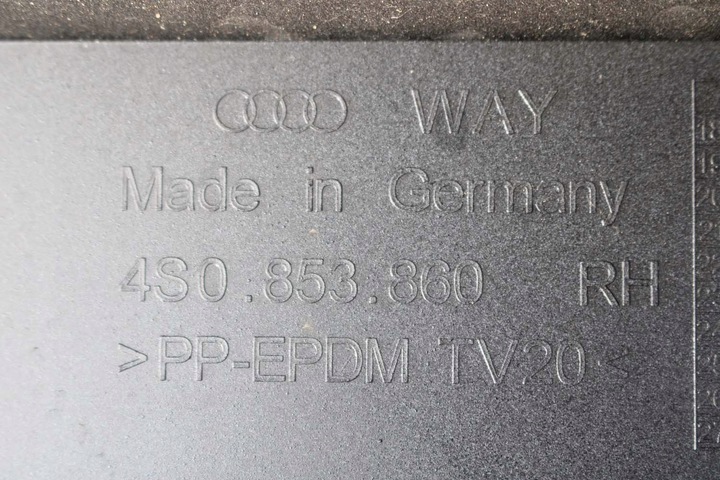 WAY
Made in Germany
4S0.853.860 RH
>PP-EPDM TV20<